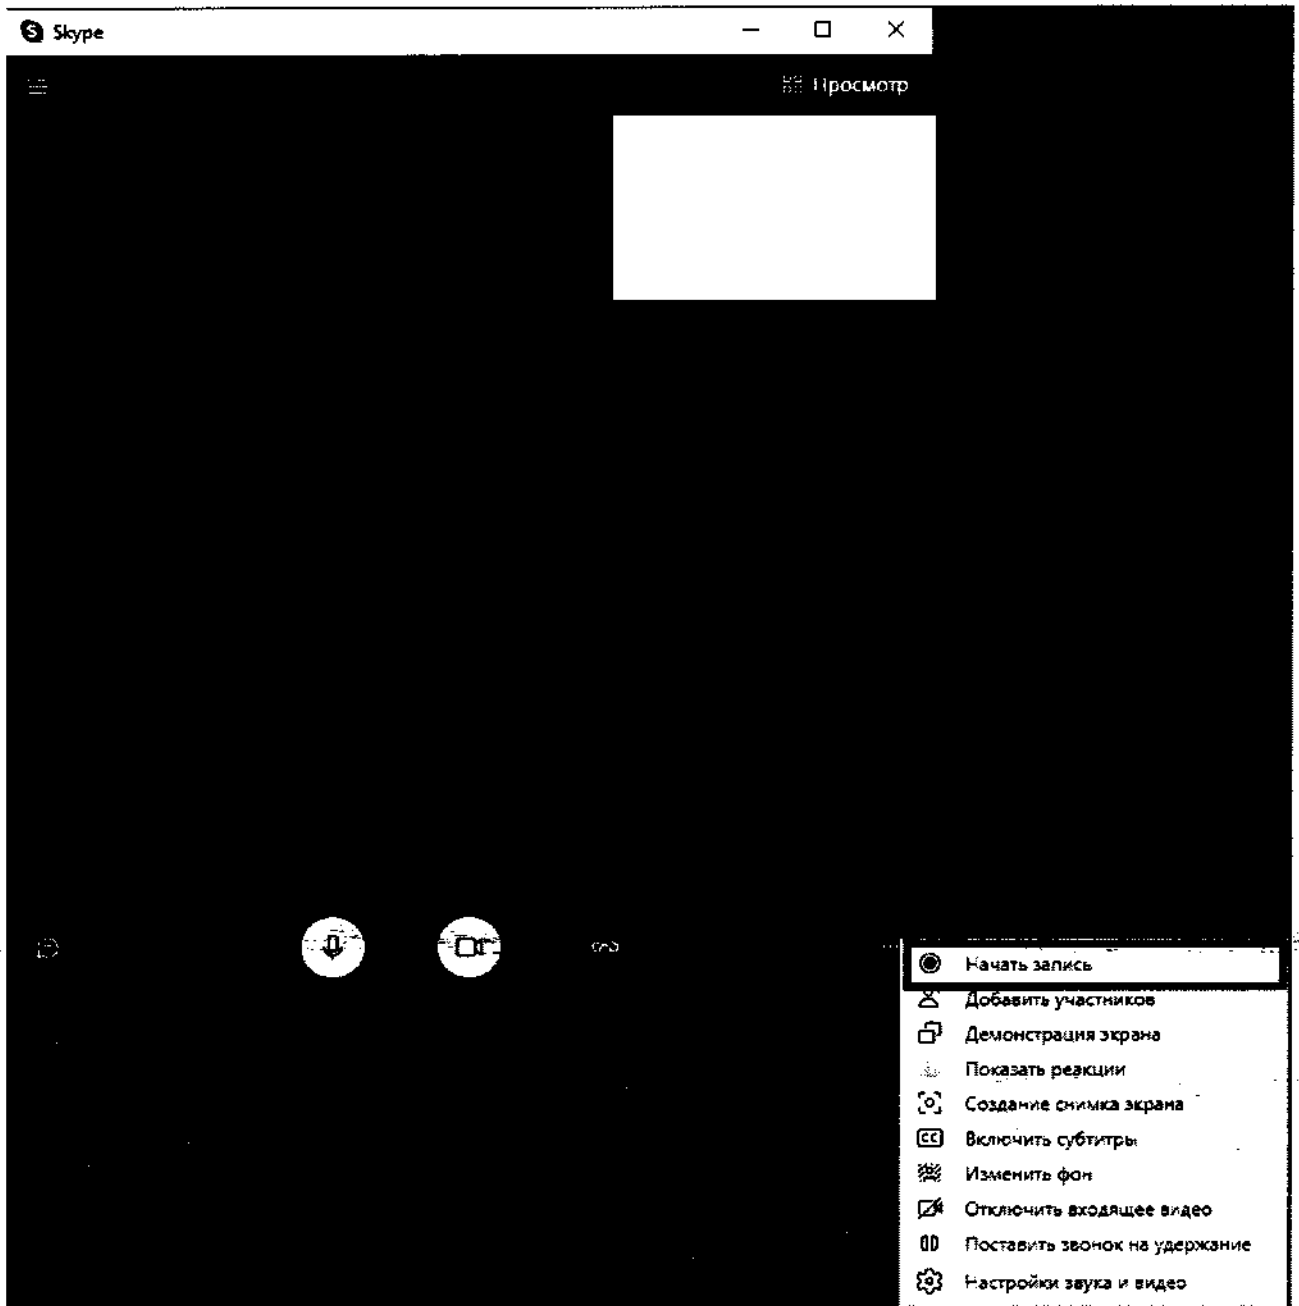 Skype
Просмотр
Начать запись
Добавить участников
Демонстрация экрана
Показать реакции
Создание снимка экрана
CC Включить субтитры
Изменить фон
Отключить входящее видео
Поставить звонок на удержание
Настройки звука и видео